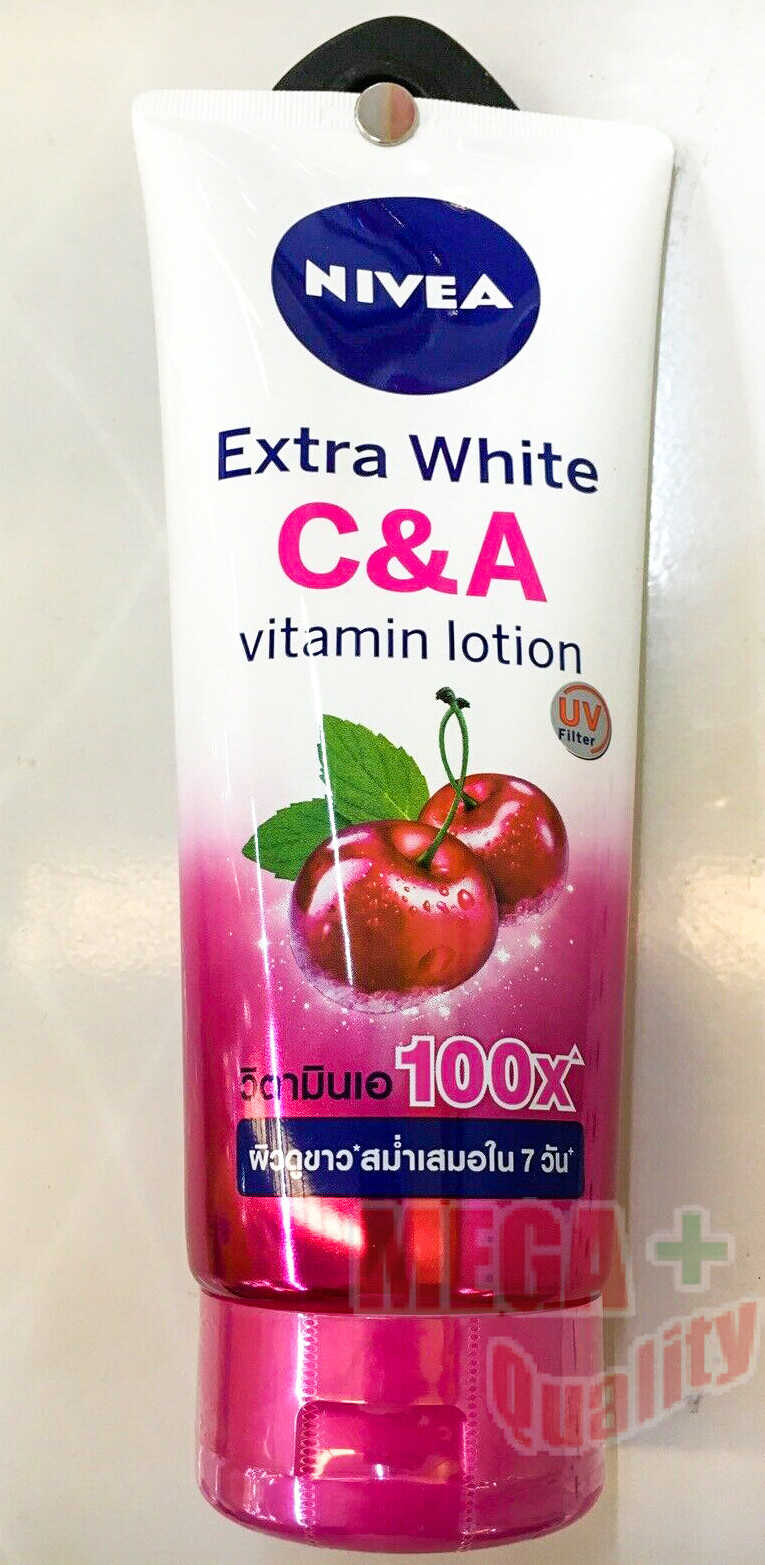 NIVEA
Extra White
C&A
vitamin lotion
UV
Filter
วิตามินเอ 100x^
ผิวดูขาว*สม่ำเสมอใน 7 วัน+
MEGA+
Quality